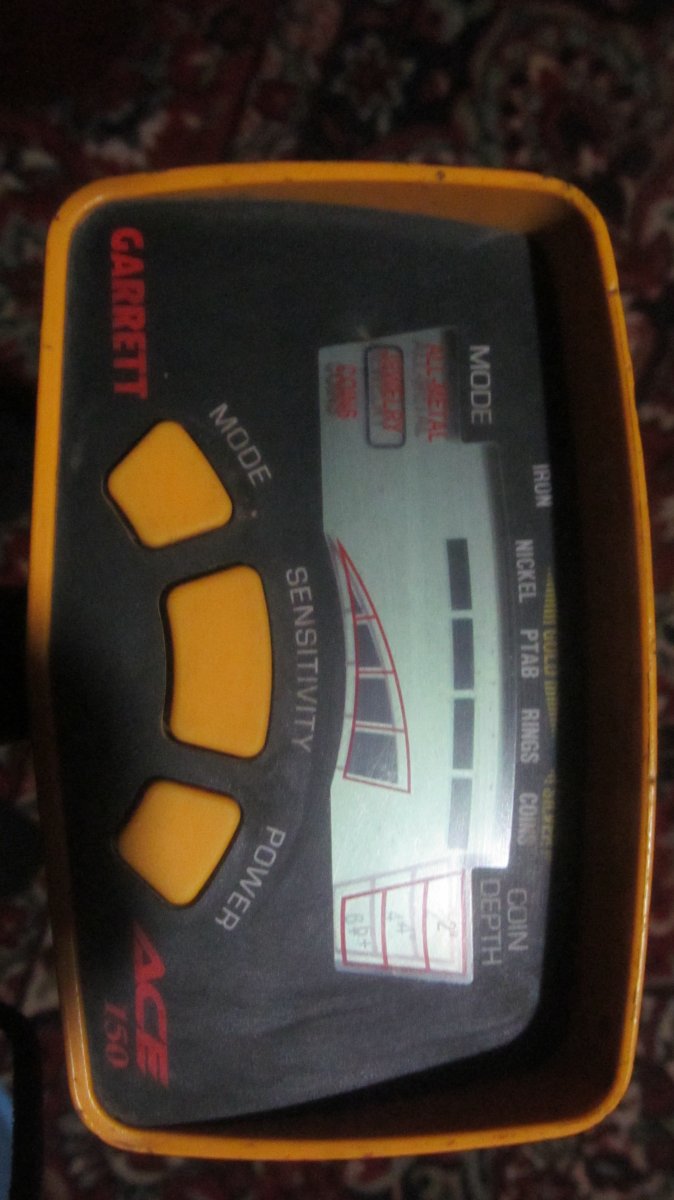 IRON NICKEL PTAB RINGS COINS
MODE
ALL-METAL
JEWELRY
COINS
COIN
DEPTH
2"
4"
MODE
SENSITIVITY
POWER
GARRETT
ACE
150